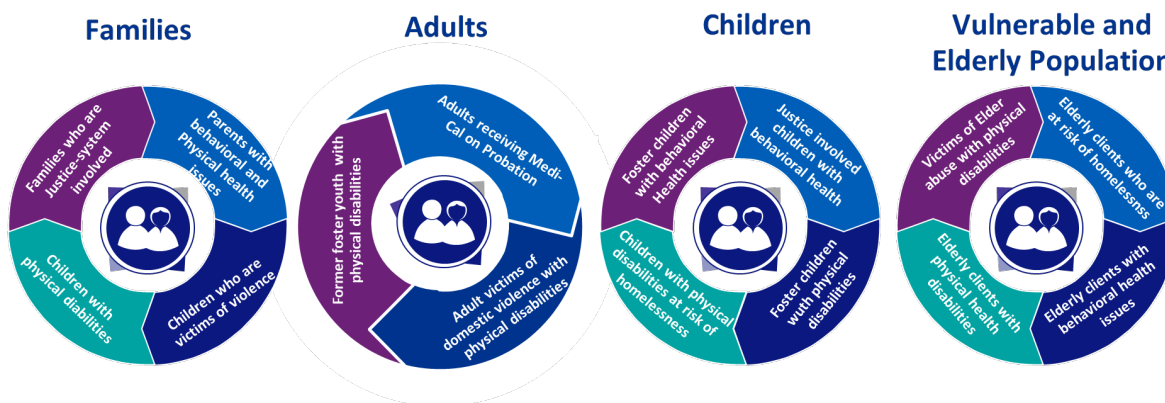 Families
Families who are
Justice-system
involved
Parents with
behavioral and
Physical health
issues
Children with
physical disabilities
Children who are
victims of violence
Adults
Former foster youth with
physical disabilities
Adults receiving Medi-
Cal on Probation
Adult victims of
domestic violence with
physical disabilities
Children
Foster children
with behavioral
Health issues
Justice involved
children with
behavioral health
Children with physical
disabilities at risk of
homelessness
Foster children
wuth physical
disabilities
Vulnerable and
Elderly Population
Victims of Elder
abuse with physical
disabilities
Elderly clients who are
at risk of homelessnss
Elderly clients with
physical health
disabilities
Elderly clients with
behavioral health
issues